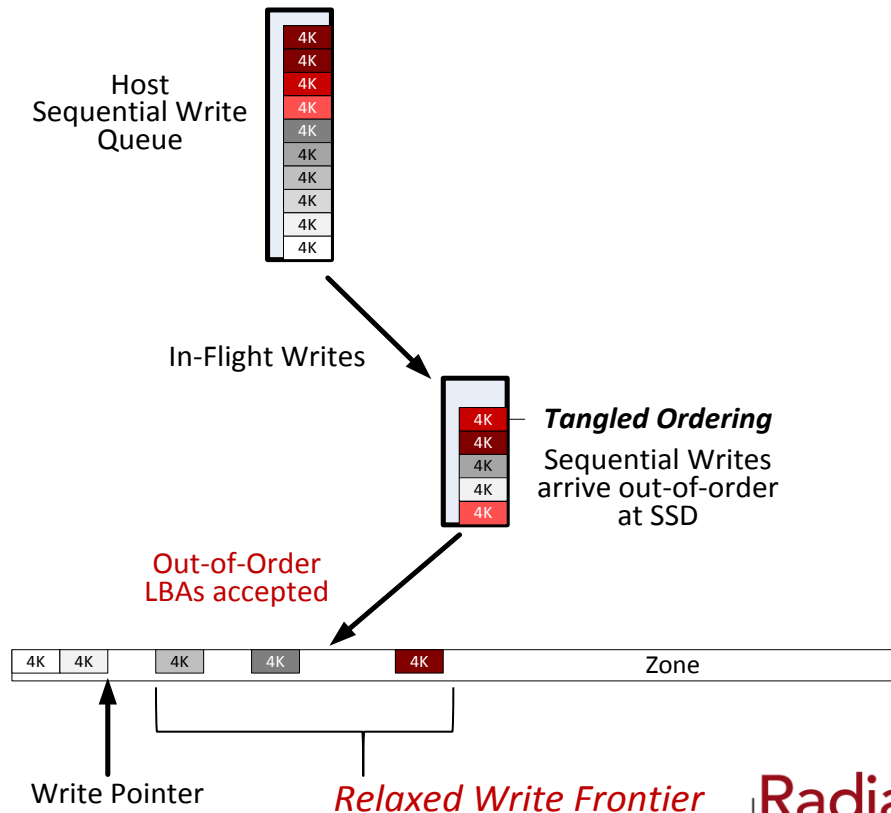 4K
4K
4K
4K
4K
4K
4K
4K
4K
4K
Host
Sequential Write
Queue
In-Flight Writes
4K
4K
4K
4K
4K
Tangled Ordering
Sequential Writes
arrive out-of-order
at SSD
Out-of-Order
LBAs accepted
4K 4K 4K 4K 4K Zone
Write Pointer
Relaxed Write Frontier